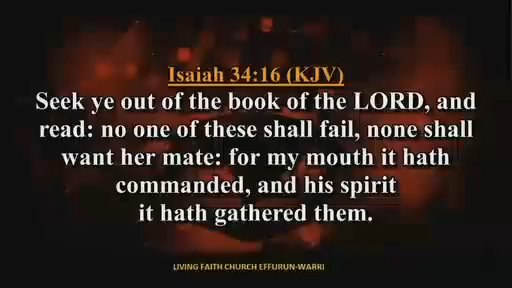 Isaiah 34:16 (KJV)
Seek ye out of the book of the LORD, and
read: no one of these shall fail, none shall
want her mate: for my mouth it hath
commanded, and his spirit
it hath gathered them.
LIVING FAITH CHURCH EFFURUN-WARRI